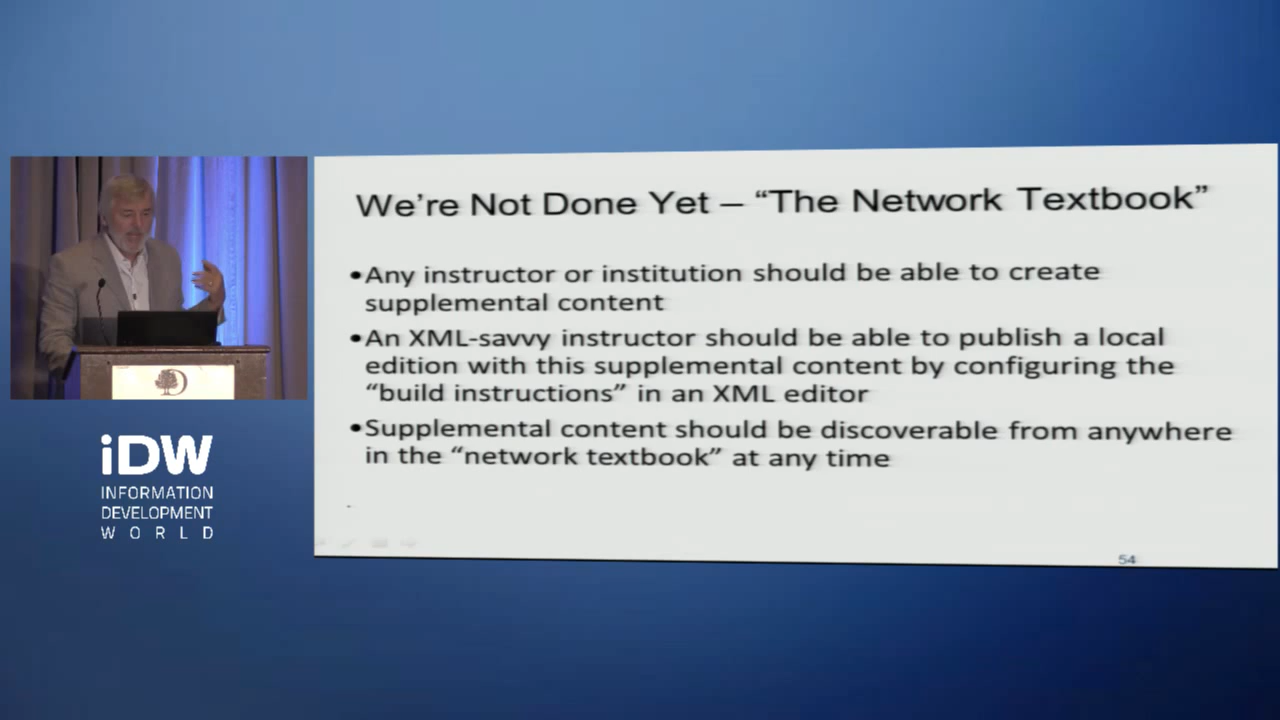 We're Not Done Yet – “The Network Textbook”
•Any instructor or institution should be able to create
supplemental content
•An XML-savvy instructor should be able to publish a local
edition with this supplemental content by configuring the
“build instructions” in an XML editor
•Supplemental content should be discoverable from anywhere
in the “network textbook” at any time
54
D
iDW
INFORMATION
DEVELOPMENT
WORLD